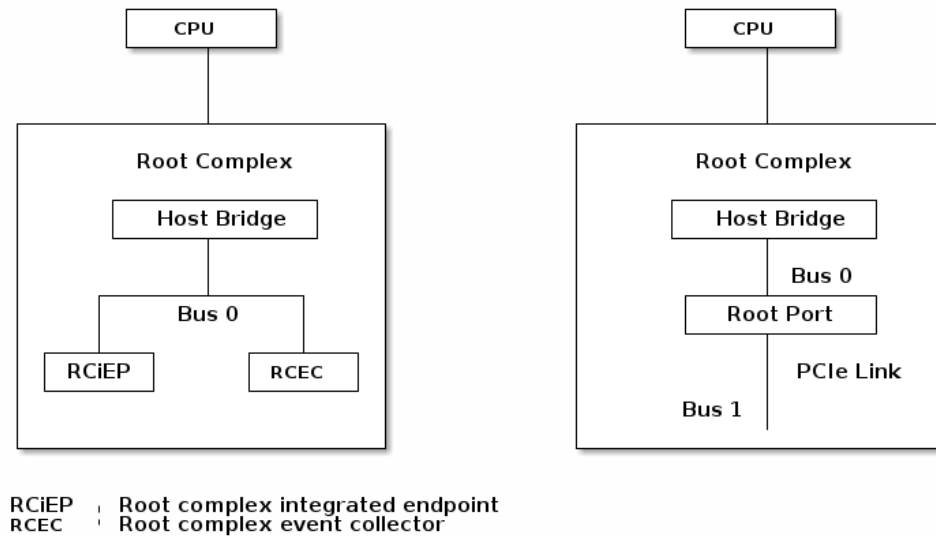 CPU
Root Complex
Host Bridge
Bus 0
RCiEP
RCEC
CPU
Root Complex
Host Bridge
Bus 0
Root Port
PCIe Link
Bus 1
RCiEP : Root complex integrated endpoint
RCEC : Root complex event collector